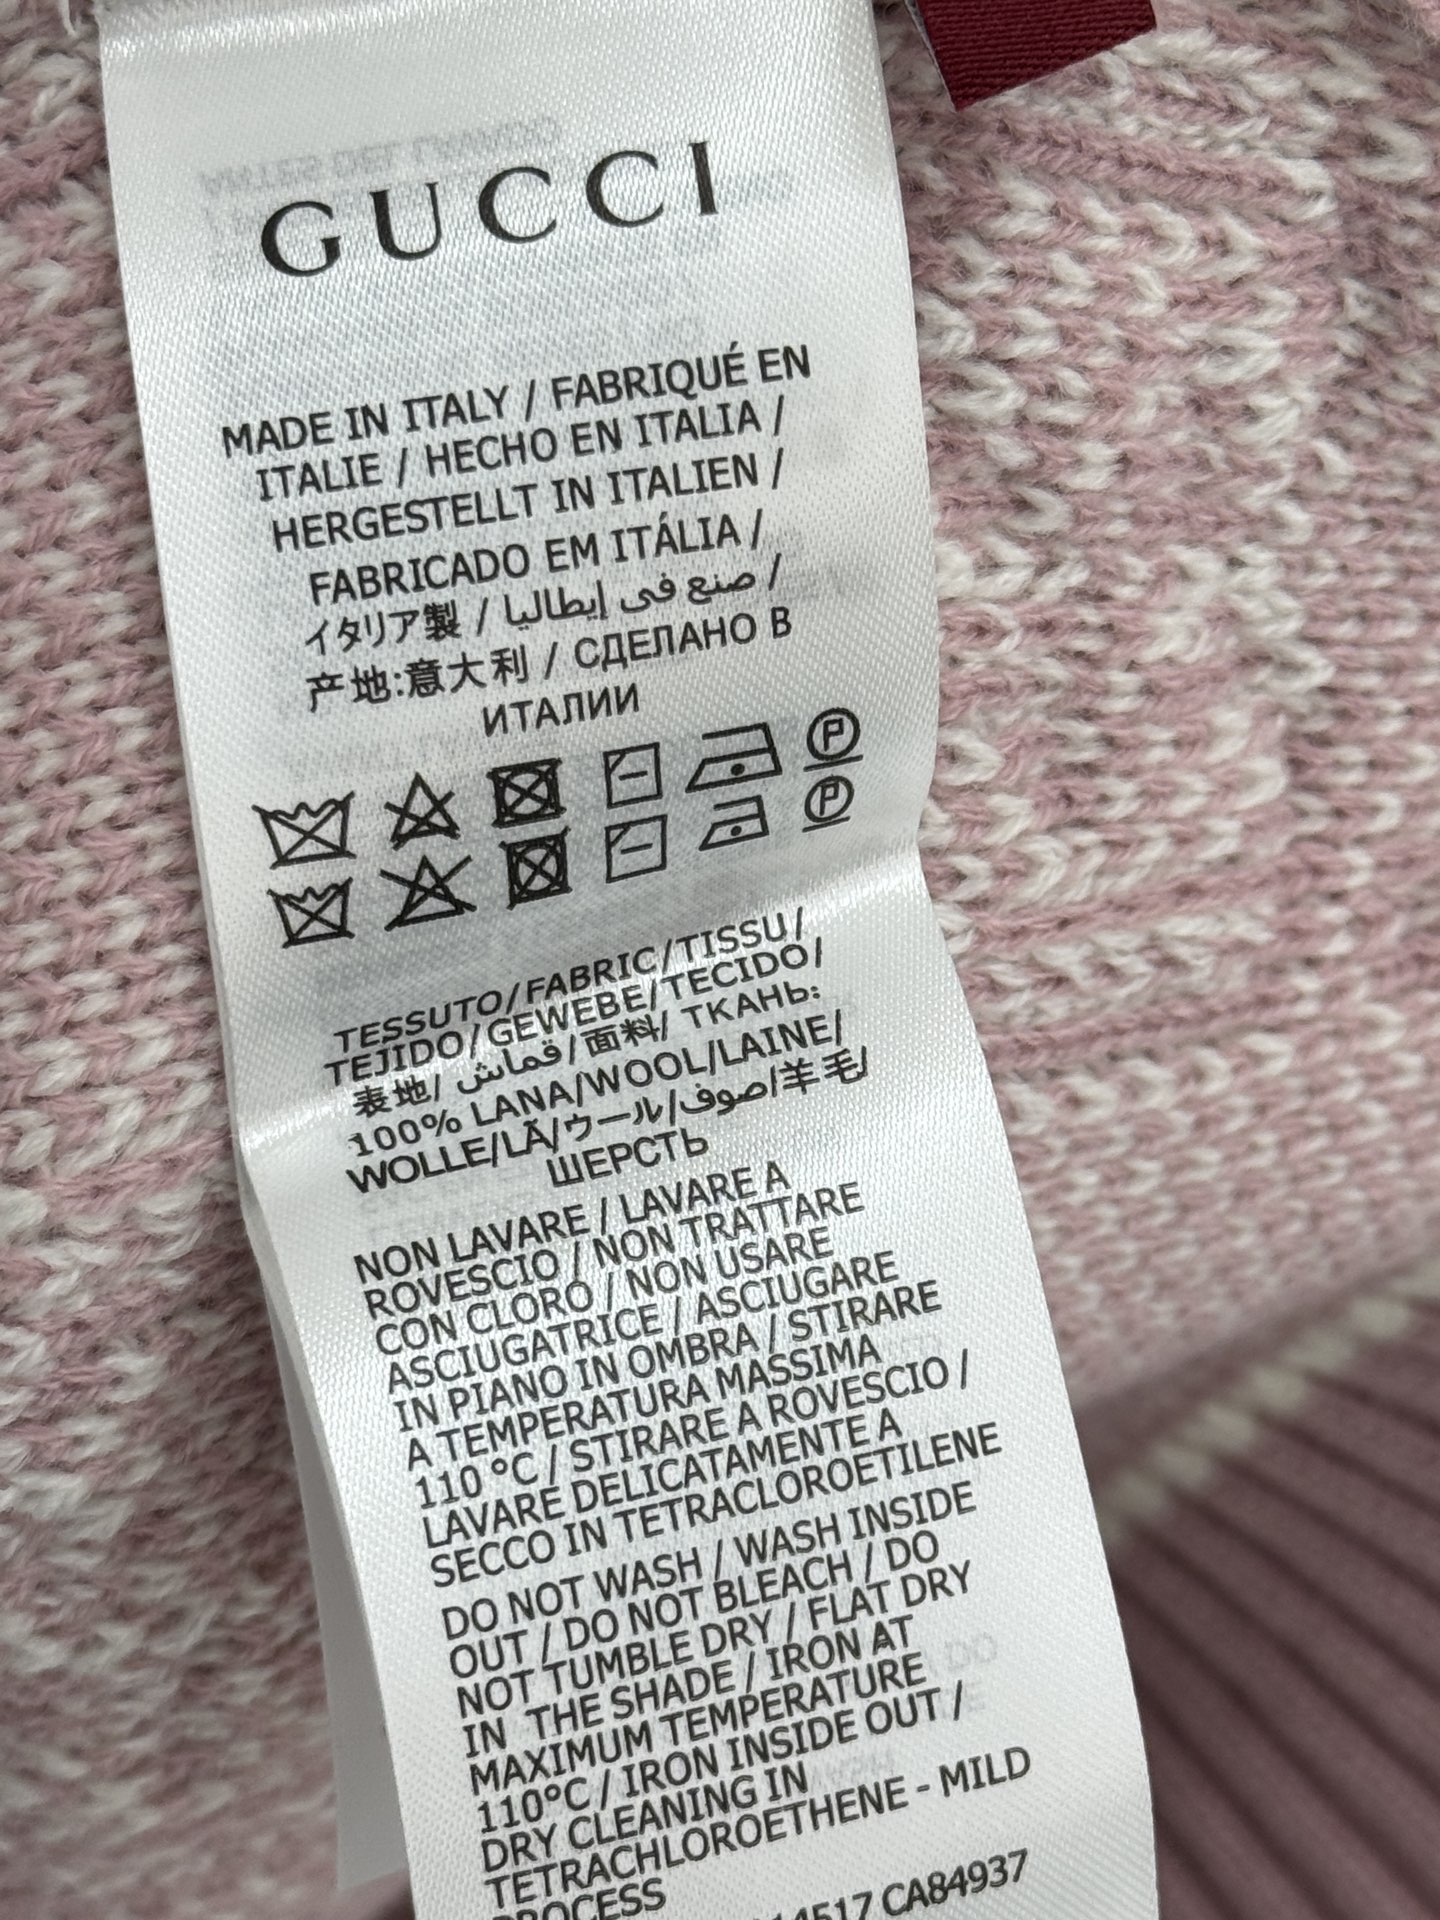 GUCCI
MADE IN ITALY / FABRIQUÉ EN
ITALIE / HECHO EN ITALIA /
HERGESTELLT IN ITALIEN /
FABRICADO EM ITÁLIA /
イタリア製 / صنع في إيطاليا /
产地:意大利 / СДЕЛАНО В
ИТАЛИИ
P
P
TESSUTO/FABRIC/TISSU/
TEJIDO/GEWEBE/TECIDO/
表地/ قماش/面料/ ТКАНЬ:
100% LANA/WOOL/LAINE/
WOLLE/LÃ/ウール/صوف/羊毛/
ШЕРСТЬ
NON LAVARE / LAVARE A
ROVESCIO / NON TRATTARE
CON CLORO / NON USARE
ASCIUGATRICE / ASCIUGARE
IN PIANO IN OMBRA / STIRARE
A TEMPERATURA MASSIMA
110 °C / STIRARE A ROVESCIO /
LAVARE DELICATAMENTE A
SECCO IN TETRACLOROETILENE
DO NOT WASH / WASH INSIDE
OUT / DO NOT BLEACH / DO
NOT TUMBLE DRY / FLAT DRY
IN THE SHADE / IRON AT
MAXIMUM TEMPERATURE
110°C / IRON INSIDE OUT /
DRY CLEANING IN
TETRACHLOROETHENE - MILD
PROCESS
14517 CA84937